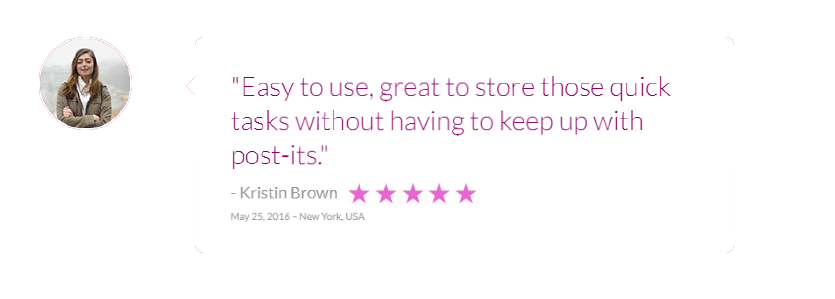 "Easy to use, great to store those quick
tasks without having to keep up with
post-its."
- Kristin Brown
May 25, 2016 – New York, USA